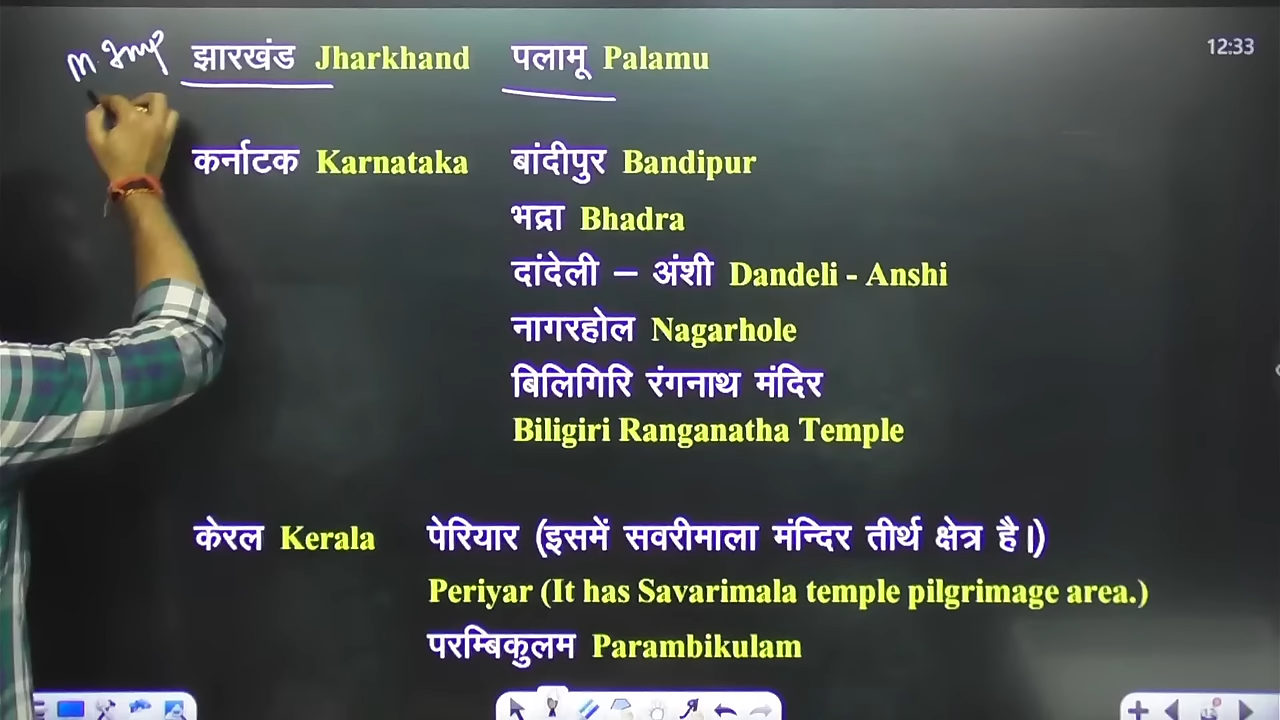 M. Imp झारखंड Jharkhand पलामू Palamu
12:33
कर्नाटक Karnataka बांदीपुर Bandipur
भद्रा Bhadra
दांदेली – अंशी Dandeli - Anshi
नागरहोल Nagarhole
बिलिगिरि रंगनाथ मंदिर
Biligiri Ranganatha Temple
केरल Kerala पेरियार (इसमें सवरीमाला मंन्दिर तीर्थ क्षेत्र है।)
Periyar (It has Savarimala temple pilgrimage area.)
परम्बिकुलम Parambikulam